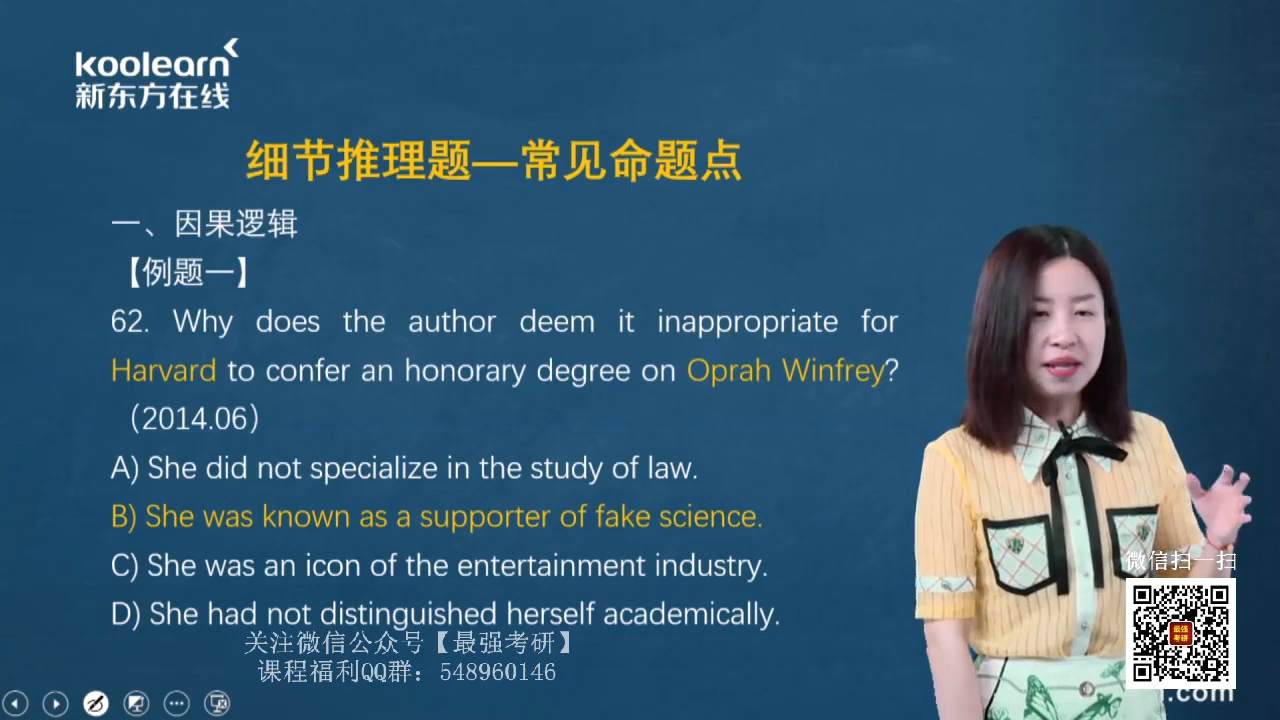 koolearn
新东方在线
细节推理题—常见命题点
一、因果逻辑
【例题一】
62. Why does the author deem it inappropriate for
Harvard to confer an honorary degree on Oprah Winfrey?
（2014.06）
A) She did not specialize in the study of law.
B) She was known as a supporter of fake science.
C) She was an icon of the entertainment industry.
D) She had not distinguished herself academically.
关注微信公众号【最强考研】
课程福利QQ群：548960146
微信扫一扫
最强
考研
.com